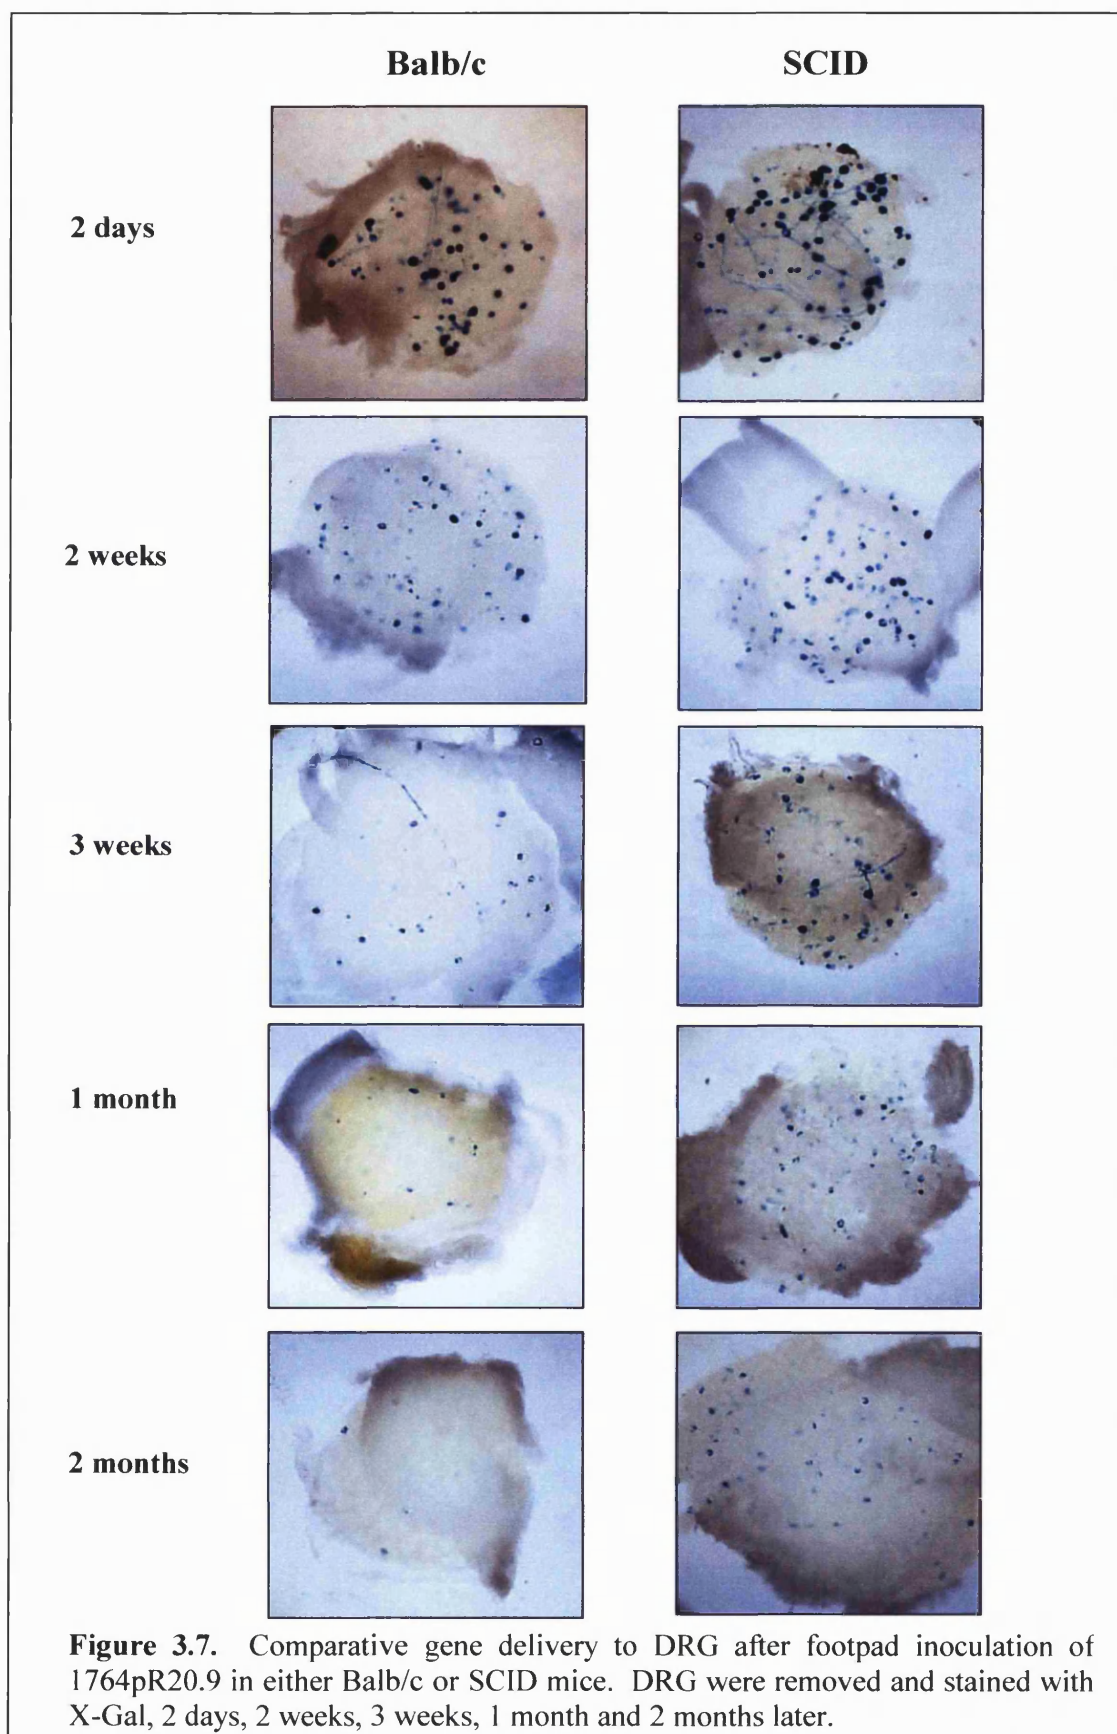 Balb/c SCID
2 days
2 weeks
3 weeks
1 month
2 months
Figure 3.7. Comparative gene delivery to DRG after footpad inoculation of
1764pR20.9 in either Balb/c or SCID mice. DRG were removed and stained with
X-Gal, 2 days, 2 weeks, 3 weeks, 1 month and 2 months later.